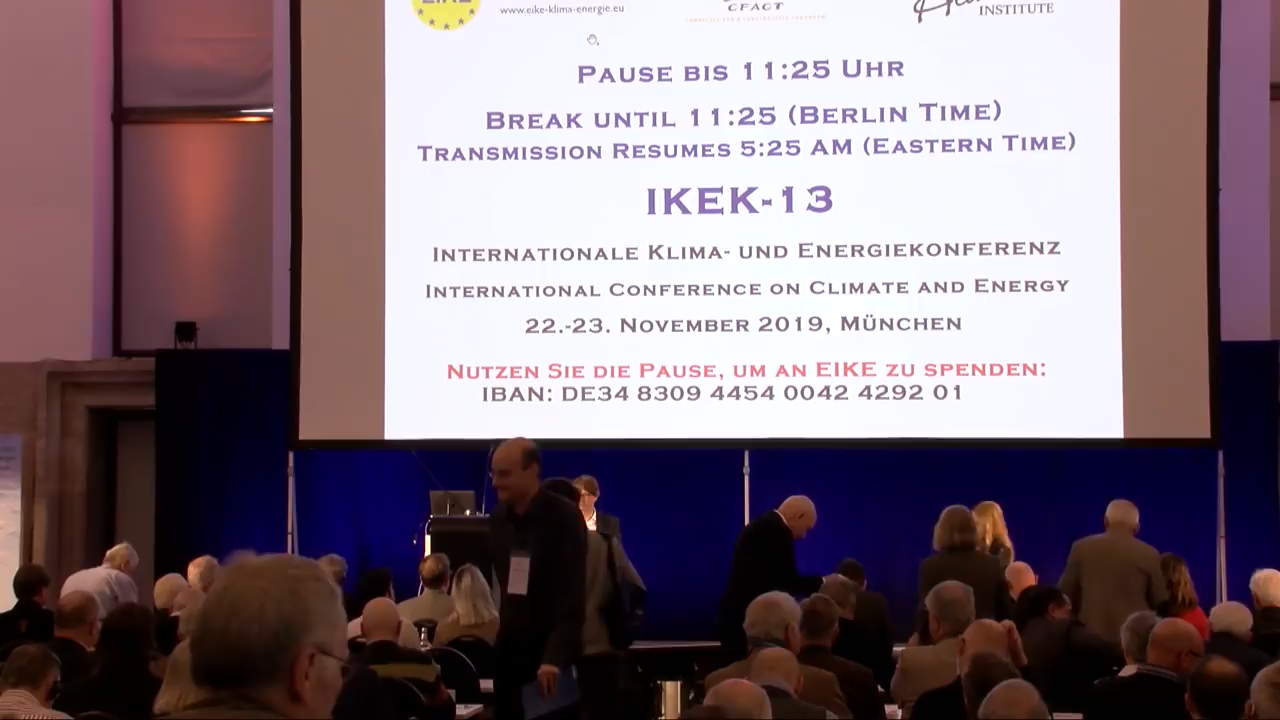 EIKE
www.eike-klima-energie.eu
CFACT
INSTITUTE
PAUSE BIS 11:25 UHR
BREAK UNTIL 11:25 (BERLIN TIME)
TRANSMISSION RESUMES 5:25 AM (EASTERN TIME)
IKEK-13
INTERNATIONALE KLIMA- UND ENERGIEKONFERENZ
INTERNATIONAL CONFERENCE ON CLIMATE AND ENERGY
22.-23. NOVEMBER 2019, MÜNCHEN
NUTZEN SIE DIE PAUSE, UM AN EIKE ZU SPENDEN:
IBAN: DE34 8309 4454 0042 4292 01